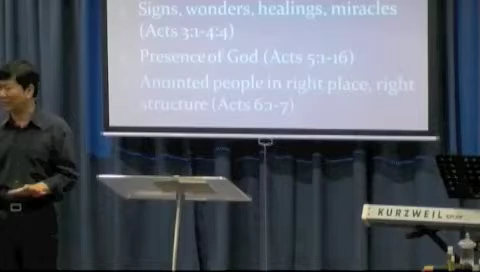 Signs, wonders, healings, miracles
(Acts 3:1-4:4)
Presence of God (Acts 5:1-16)
Anointed people in right place, right
structure (Acts 6:1-7)
KURZWEIL